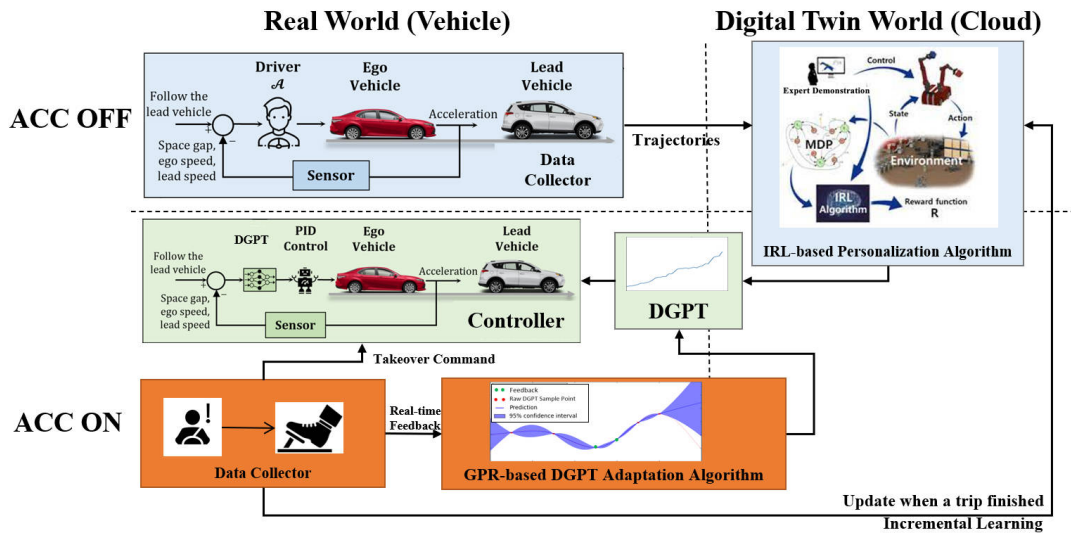 Real World (Vehicle)
Digital Twin World (Cloud)
ACC OFF
Driver
𝒜
Ego
Vehicle
Lead
Vehicle
Follow the
lead vehicle
+
−
Acceleration
Space gap,
ego speed,
lead speed
Sensor
Data
Collector
Trajectories
Control
Expert Demonstration
State
Action
MDP
Environment
IRL
Algorithm
Reward function
R
IRL-based Personalization Algorithm
DGPT
PID
Control
Ego
Vehicle
Lead
Vehicle
Follow the
lead vehicle
+
−
Acceleration
Space gap,
ego speed,
lead speed
Sensor
Controller
DGPT
Takeover Command
ACC ON
!
Data Collector
Real-time
Feedback
Feedback
Raw DGPT Sample Point
Prediction
95% confidence interval
GPR-based DGPT Adaptation Algorithm
Update when a trip finished
Incremental Learning